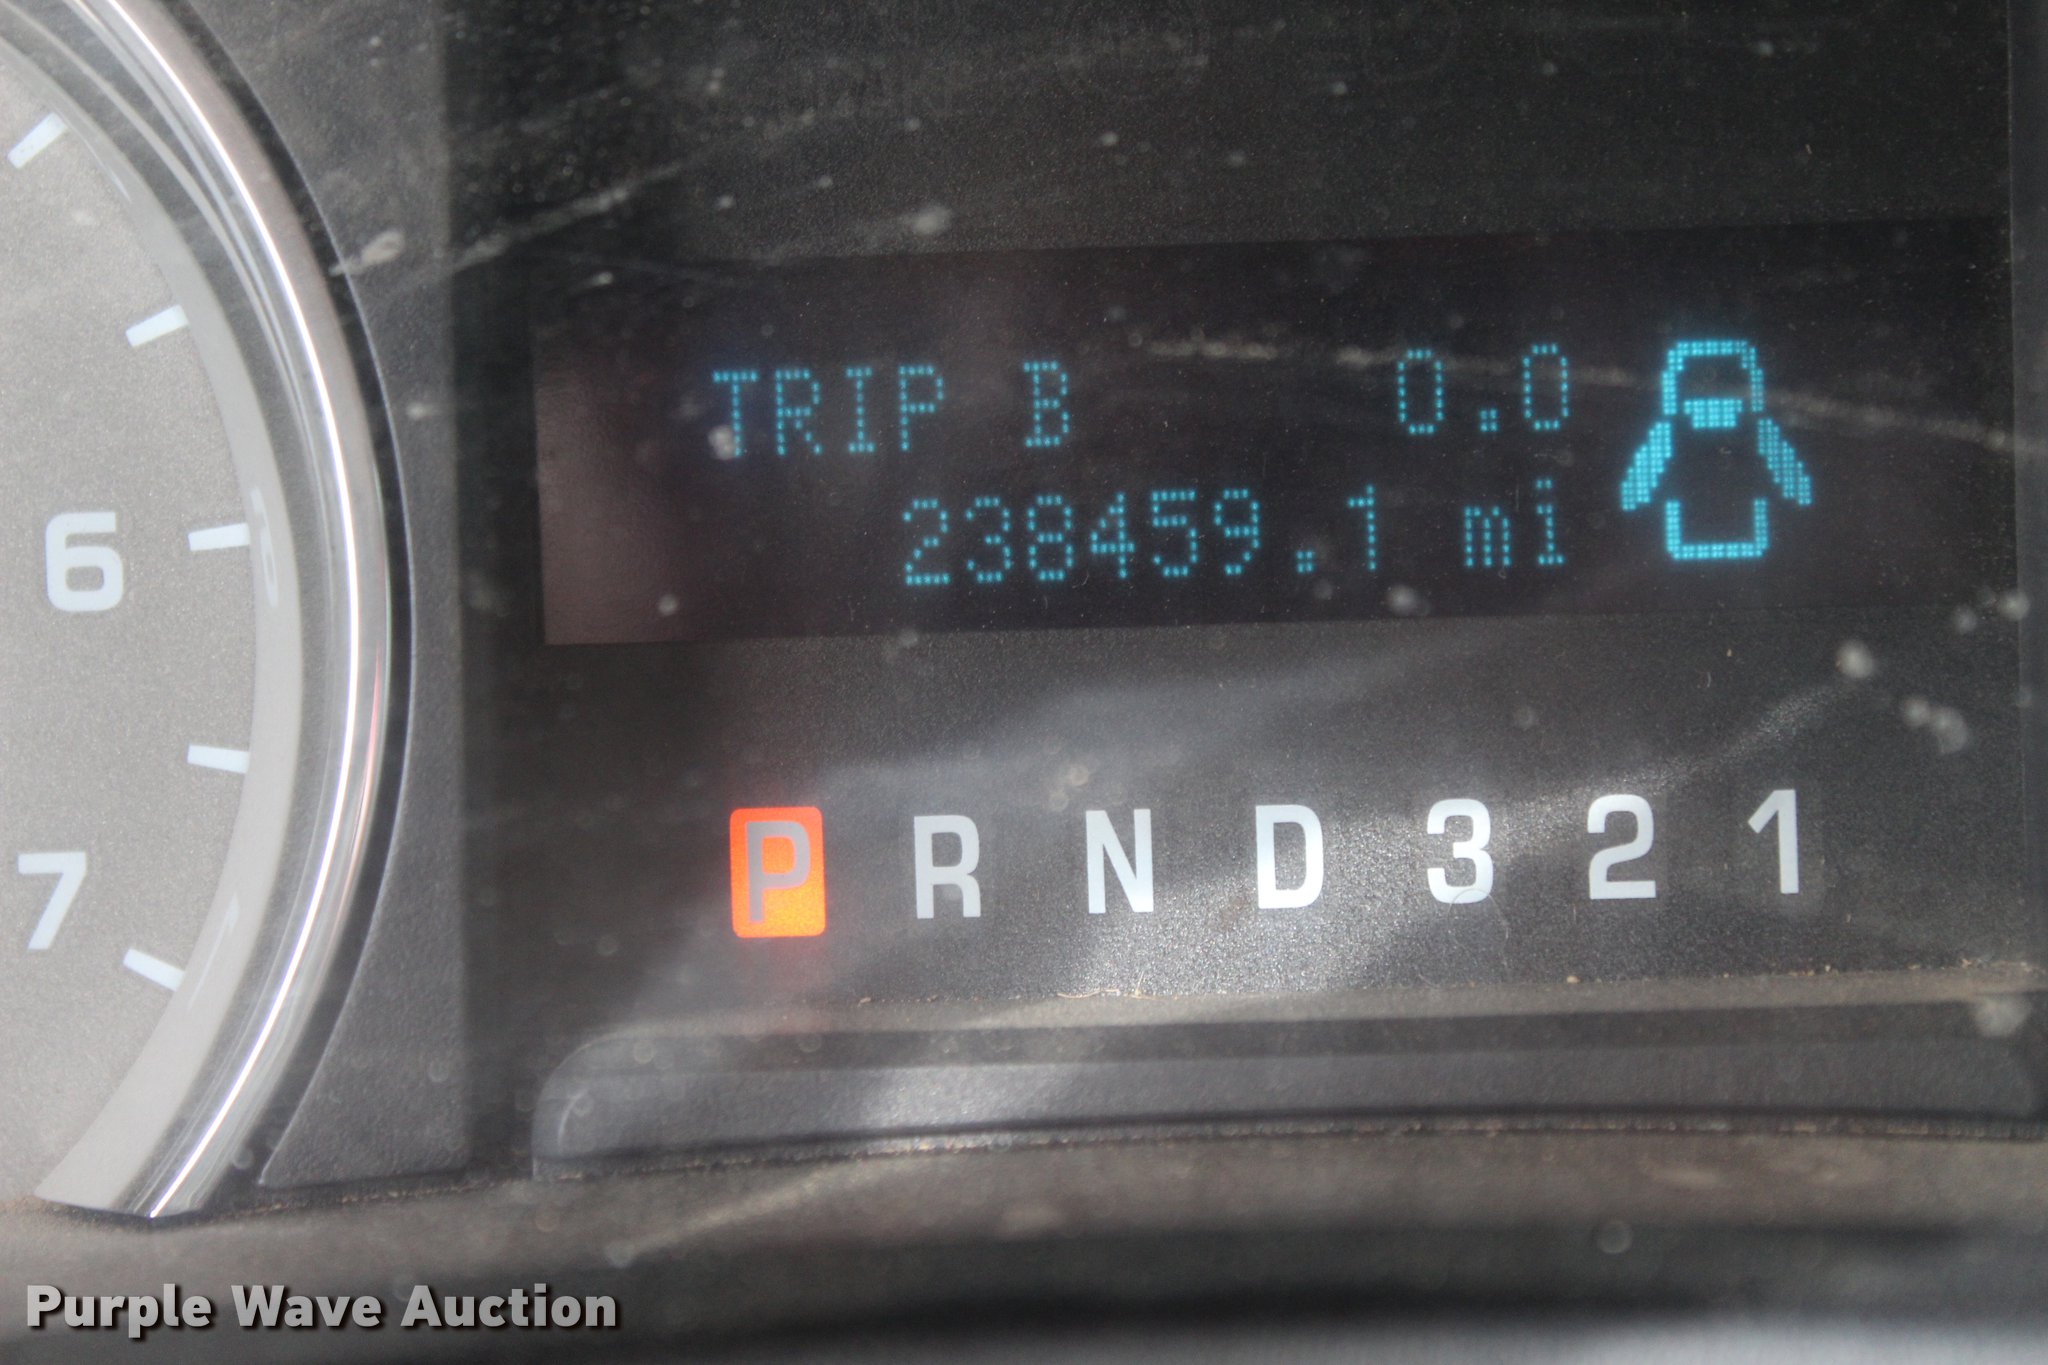 TRIP B 0.0
238459.1 mi
6
7
P R N D 3 2 1
Purple Wave Auction